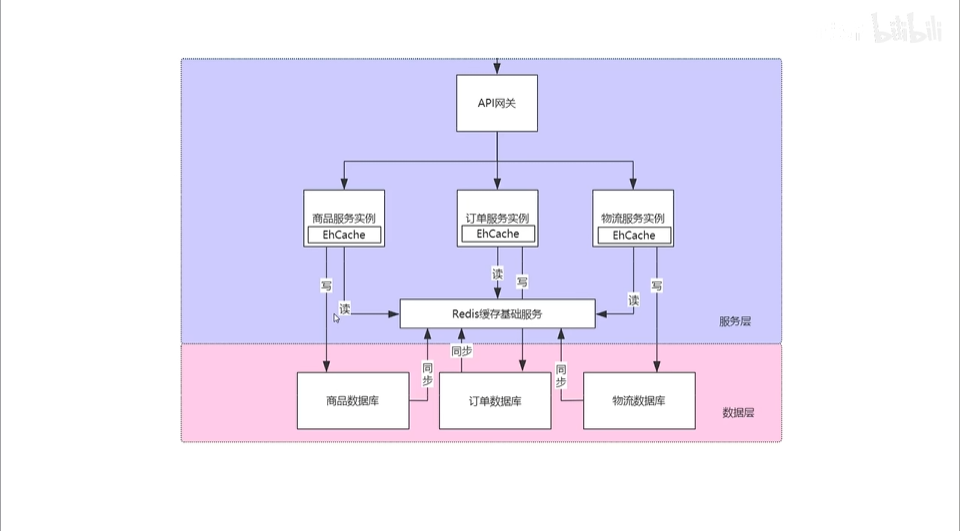 bilibili
API网关
商品服务实例
EhCache
订单服务实例
EhCache
物流服务实例
EhCache
写
读
读
写
读
写
Redis缓存基础服务
服务层
同步
同步
同步
商品数据库
订单数据库
物流数据库
数据层